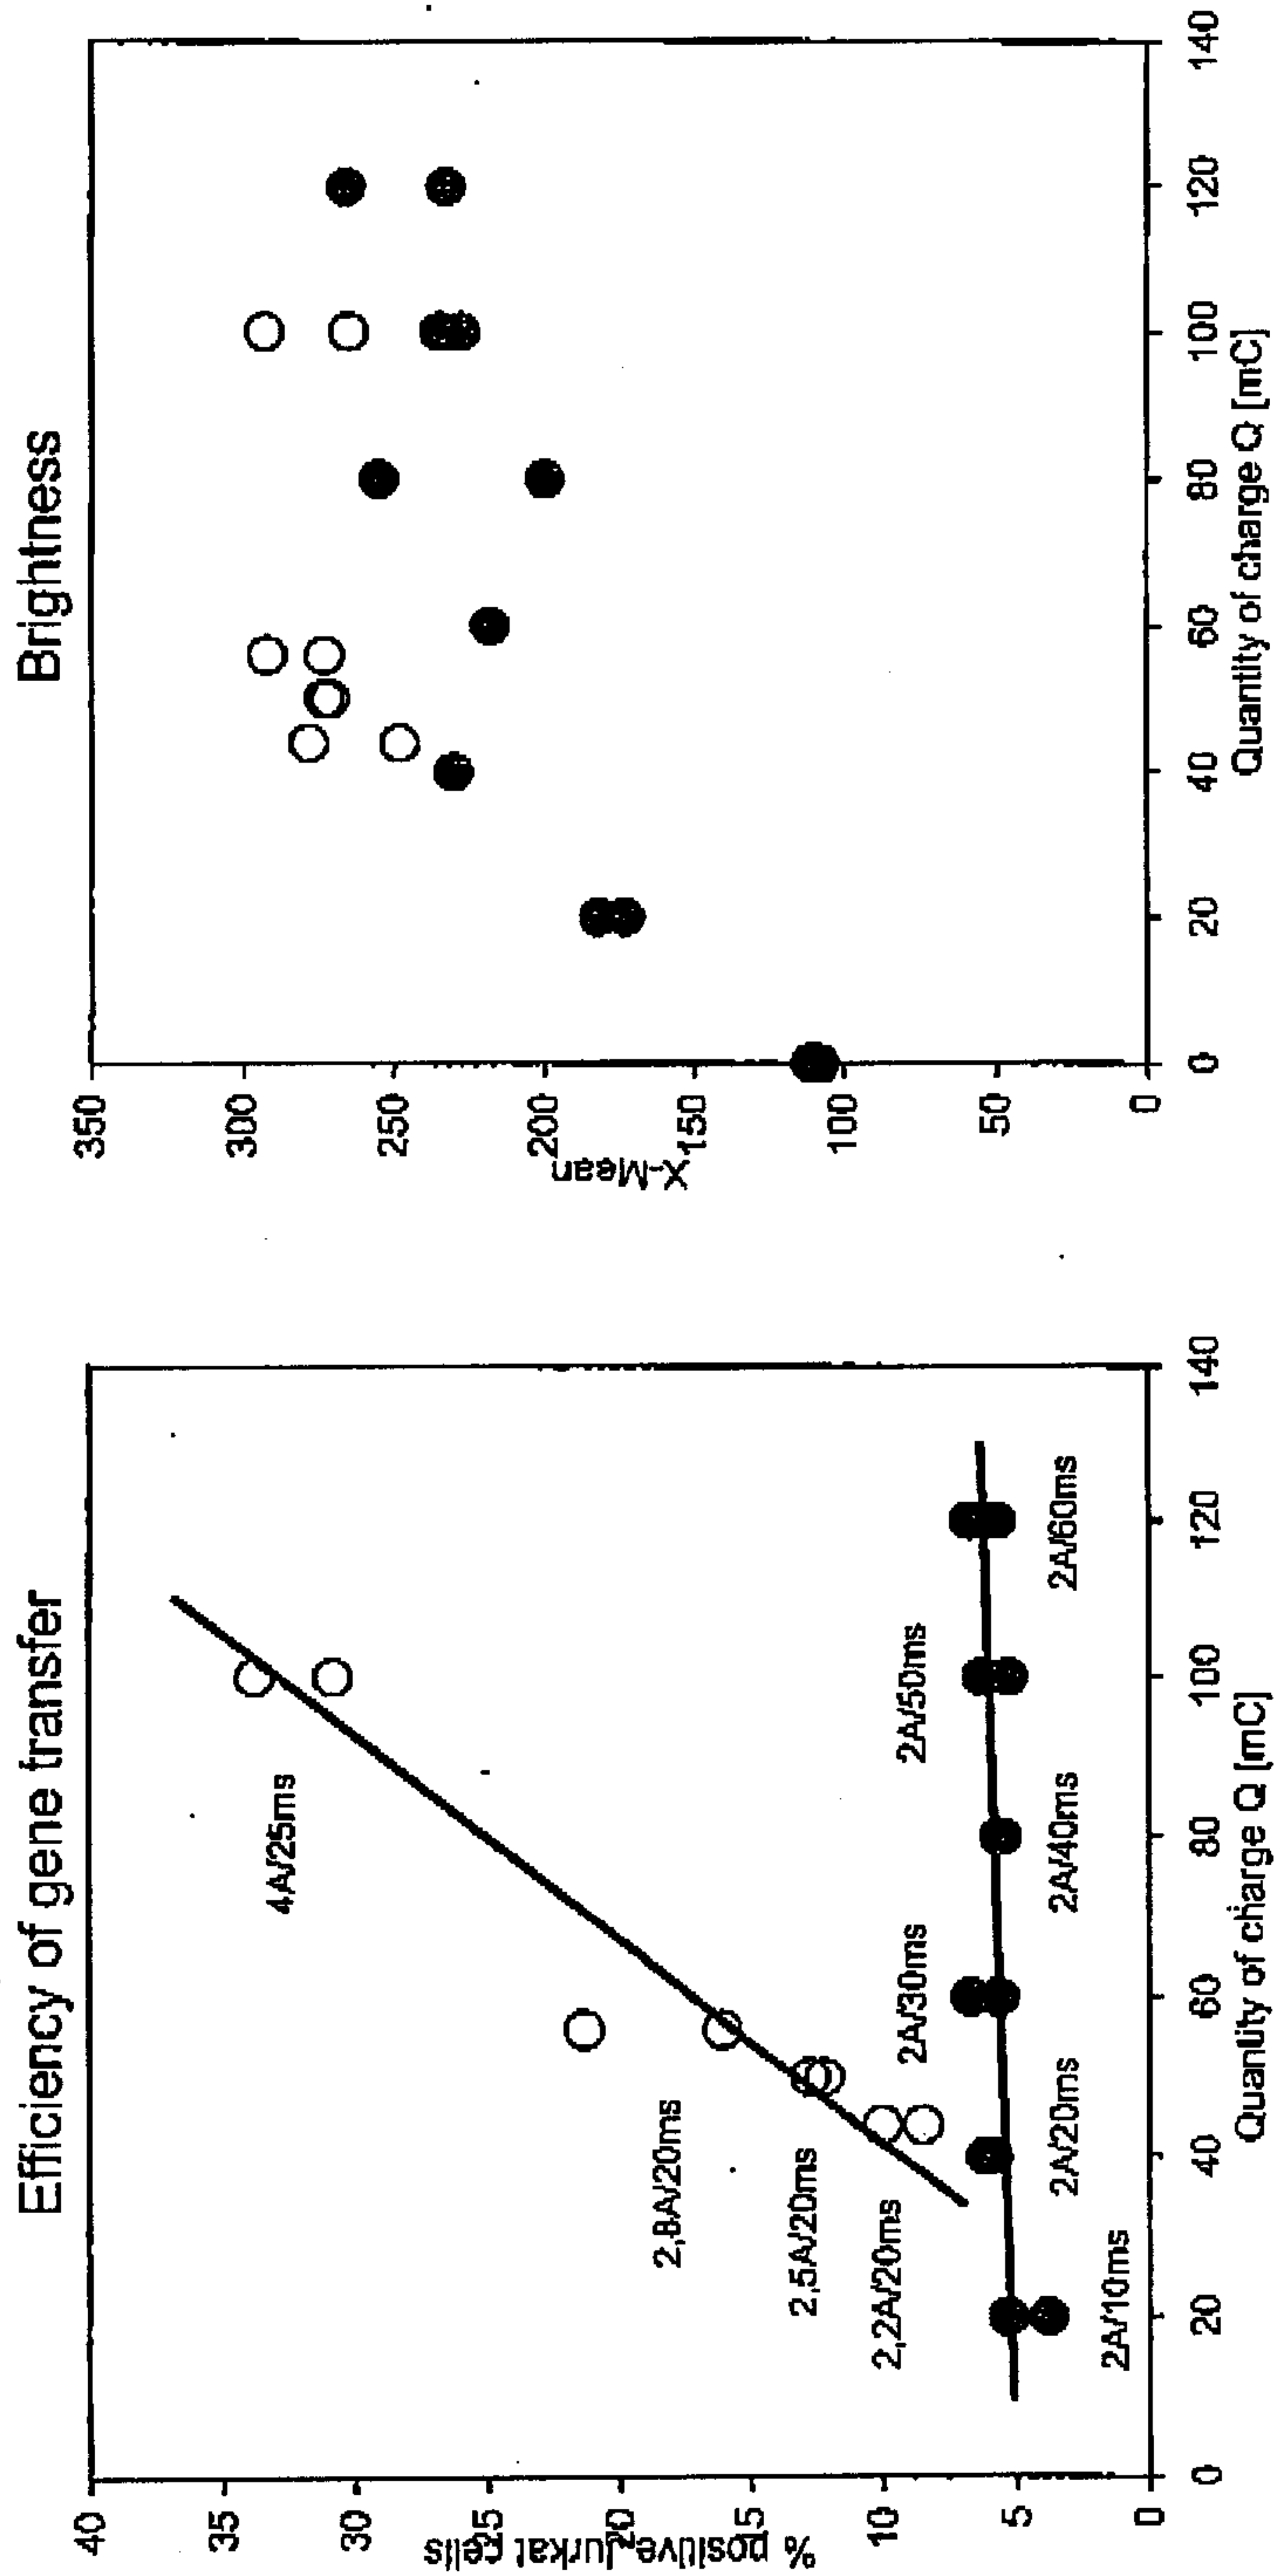 Efficiency of gene transfer
40
35
30
25
20
15
10
5
0
% positive Jurkat cells
4A/25ms
2,8A/20ms
2,5A/20ms
2,2A/20ms
2A/10ms
2A/20ms
2A/30ms
2A/40ms
2A/50ms
2A/60ms
0 20 40 60 80 100 120 140
Quantity of charge Q [mC]
Brightness
350
300
250
200
150
100
50
0
X-Mean
0 20 40 60 80 100 120 140
Quantity of charge Q [mC]